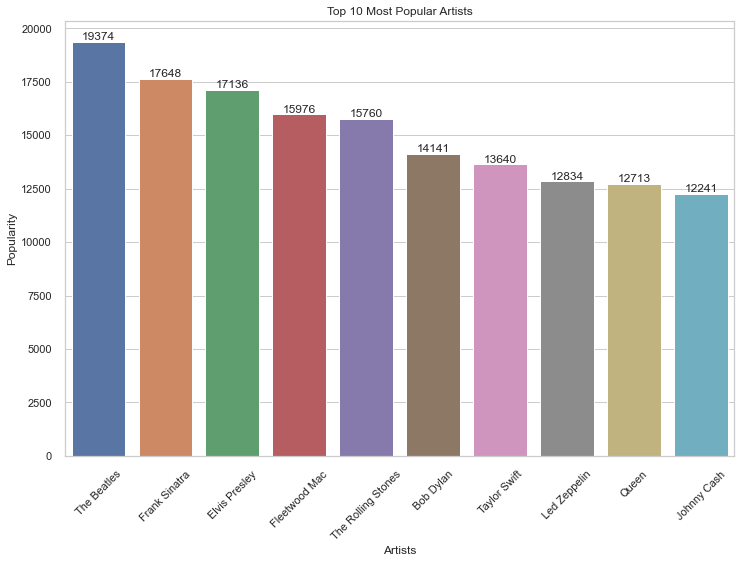 Top 10 Most Popular Artists
20000
17500
15000
12500
10000
7500
5000
2500
0
Popularity
19374
17648
17136
15976
15760
14141
13640
12834
12713
12241
The Beatles
Frank Sinatra
Elvis Presley
Fleetwood Mac
The Rolling Stones
Bob Dylan
Taylor Swift
Led Zeppelin
Queen
Johnny Cash
Artists